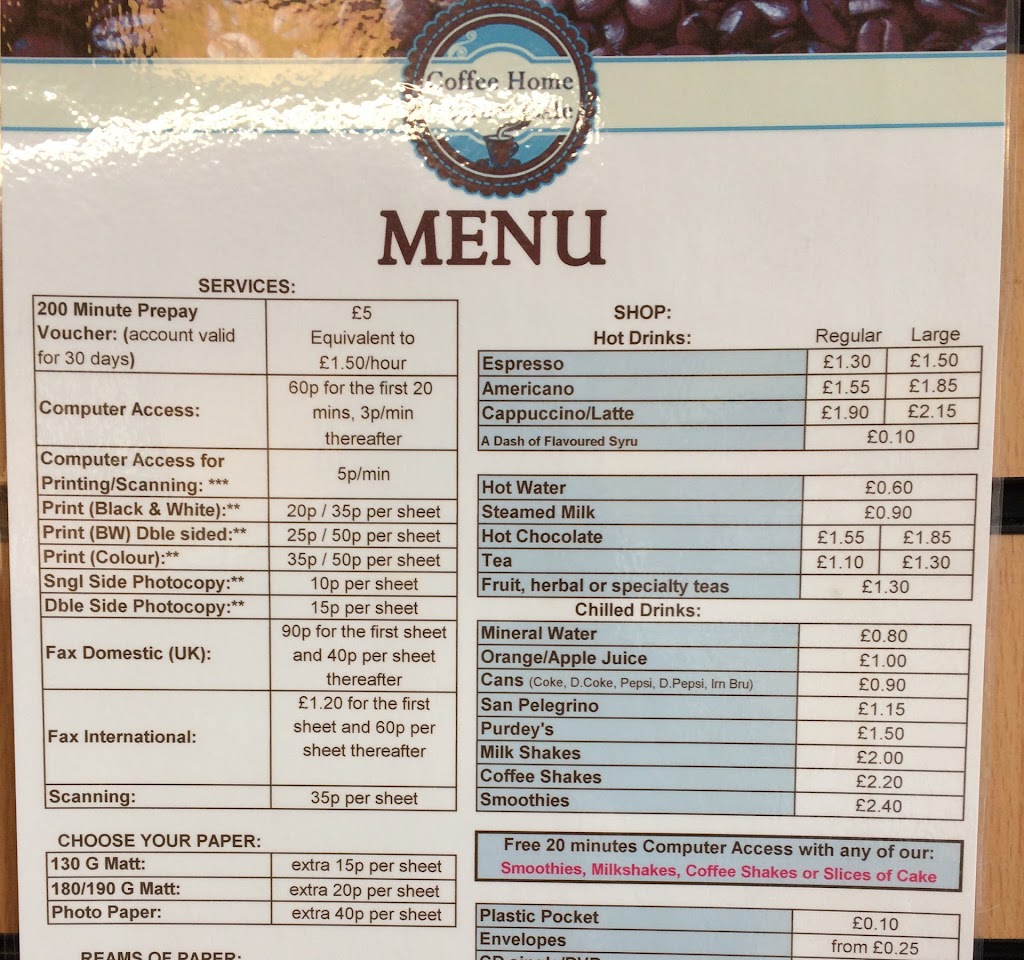 Coffee Home
MENU
SERVICES:
200 Minute Prepay
Voucher: (account valid
for 30 days)
£5
Equivalent to
£1.50/hour
Computer Access:
60p for the first 20
mins, 3p/min
thereafter
Computer Access for
Printing/Scanning: ***
5p/min
Print (Black & White):** 20p / 35p per sheet
Print (BW) Dble sided:** 25p / 50p per sheet
Print (Colour):** 35p / 50p per sheet
Sngl Side Photocopy:** 10p per sheet
Dble Side Photocopy:** 15p per sheet
Fax Domestic (UK):
90p for the first sheet
and 40p per sheet
thereafter
Fax International:
£1.20 for the first
sheet and 60p per
sheet thereafter
Scanning: 35p per sheet
CHOOSE YOUR PAPER:
130 G Matt: extra 15p per sheet
180/190 G Matt: extra 20p per sheet
Photo Paper: extra 40p per sheet
REAMS OF PAPER:
SHOP:
Hot Drinks: Regular Large
Espresso £1.30 £1.50
Americano £1.55 £1.85
Cappuccino/Latte £1.90 £2.15
A Dash of Flavoured Syru £0.10
Hot Water £0.60
Steamed Milk £0.90
Hot Chocolate £1.55 £1.85
Tea £1.10 £1.30
Fruit, herbal or specialty teas £1.30
Chilled Drinks:
Mineral Water £0.80
Orange/Apple Juice £1.00
Cans (Coke, D.Coke, Pepsi, D.Pepsi, Irn Bru) £0.90
San Pelegrino £1.15
Purdey's £1.50
Milk Shakes £2.00
Coffee Shakes £2.20
Smoothies £2.40
Free 20 minutes Computer Access with any of our:
Smoothies, Milkshakes, Coffee Shakes or Slices of Cake
Plastic Pocket £0.10
Envelopes from £0.25